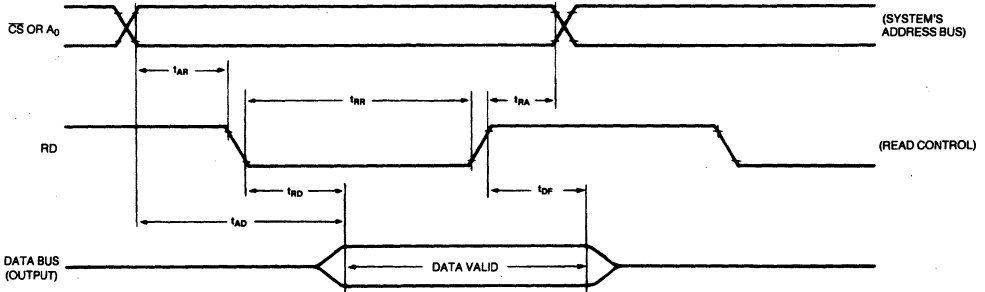 C̅S̅ OR A₀
(SYSTEM'S
ADDRESS BUS)
tAR
tRR
tRA
RD
(READ CONTROL)
tRD
tDF
tAD
DATA BUS
(OUTPUT)
DATA VALID